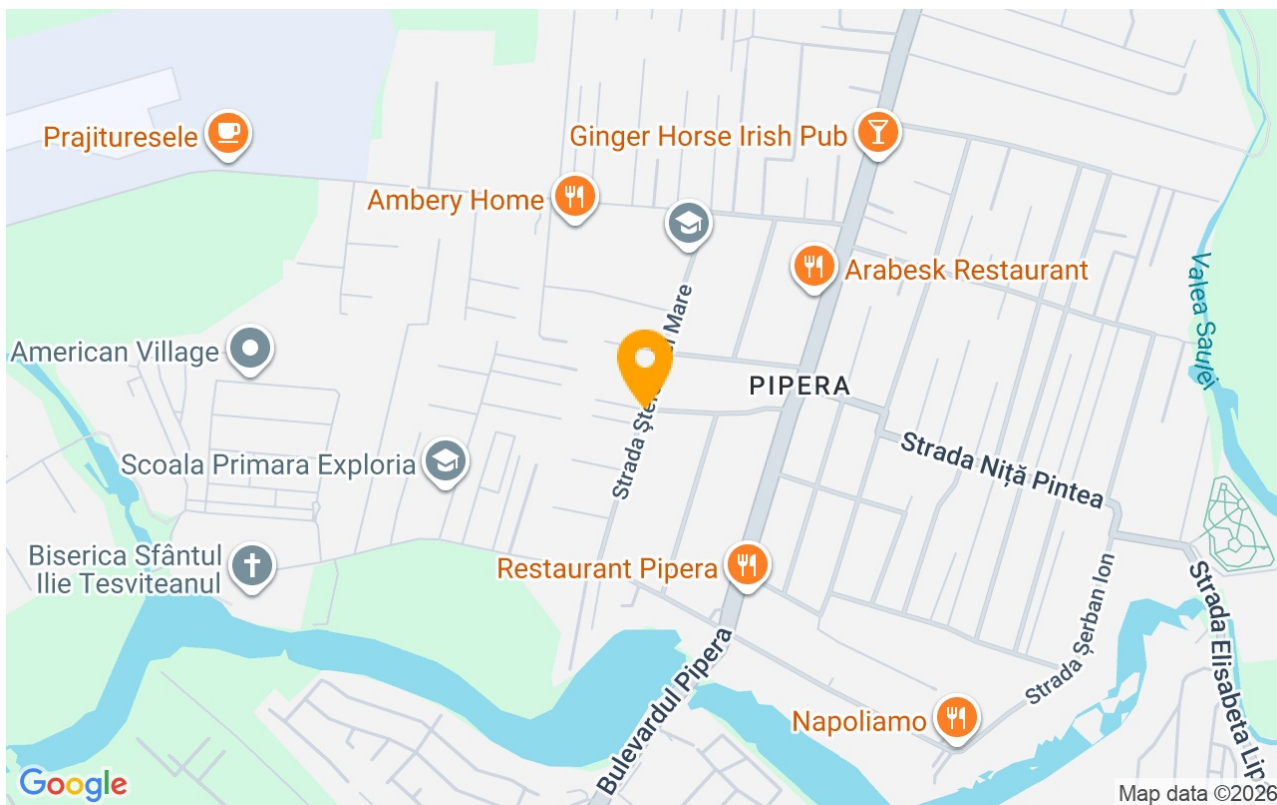 Prajituresele
Ginger Horse Irish Pub
Ambery Home
Arabesk Restaurant
Valea Saulei
American Village
PIPERA
Strada Ște
l Mare
Scoala Primara Exploria
Strada Niță Pintea
Biserica Sfântul
Ilie Tesviteanul
Restaurant Pipera
Strada Șerban Ion
Strada Elisabeta Lip
Bulevardul Pipera
Napoliamo
Google
Map data ©2026